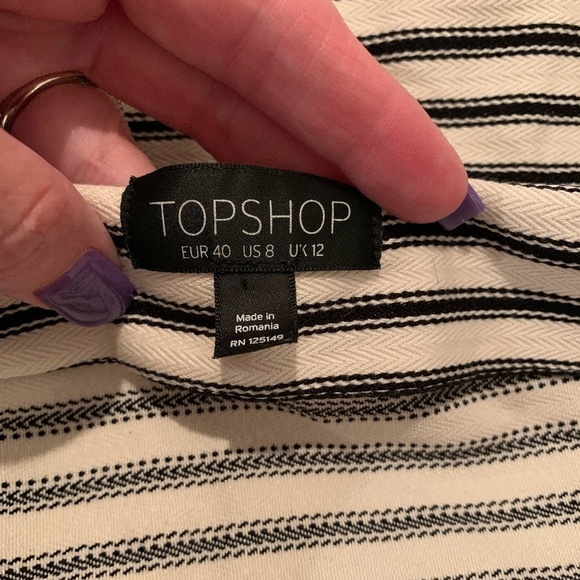 TOPSHOP
EUR 40 US 8 UK 12
Made in
Romania
RN 125149